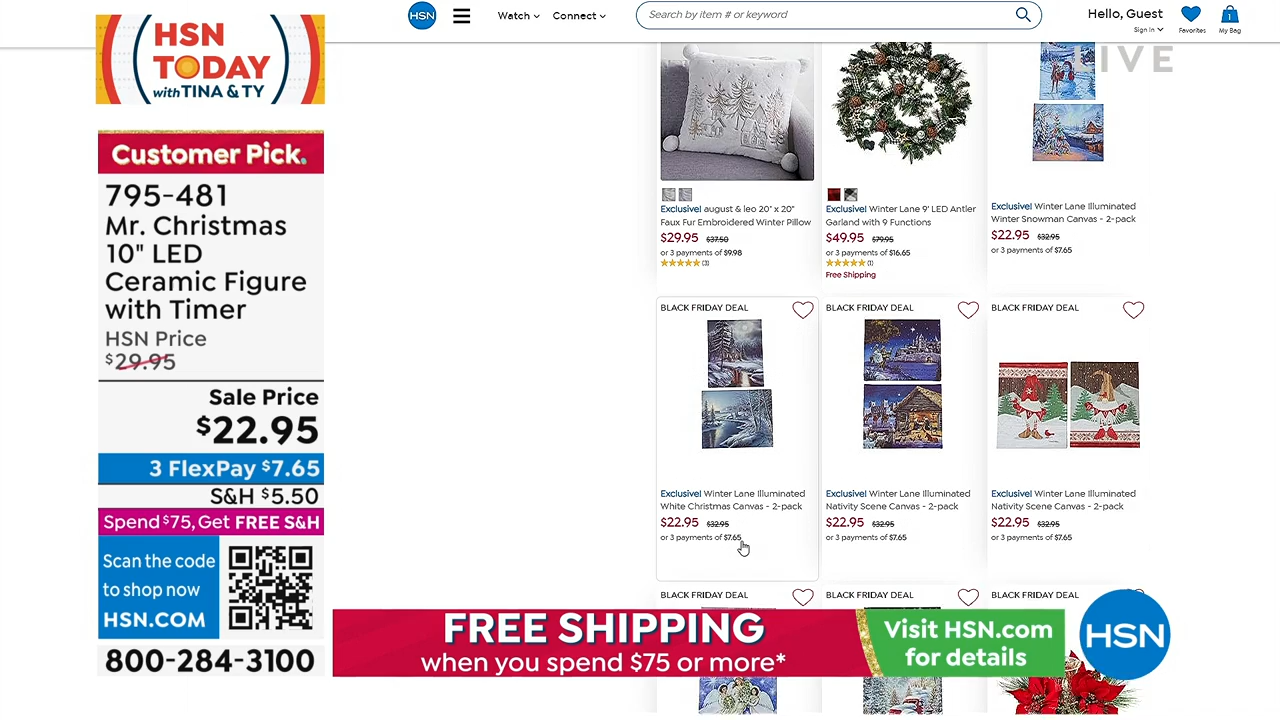 HSN
Watch
Connect
Search by item # or keyword
Hello, Guest
Sign In
Favorites
1
My Bag
LIVE
HSN
TODAY
with TINA & TY
Customer Pick.
795-481
Mr. Christmas
10" LED
Ceramic Figure
with Timer
HSN Price
$29.95
Sale Price
$22.95
3 FlexPay $7.65
S&H $5.50
Spend $75, Get FREE S&H
Scan the code
to shop now
HSN.COM
800-284-3100
Exclusive! august & leo 20" x 20"
Faux Fur Embroidered Winter Pillow
$29.95 $37.50
or 3 payments of $9.98
(3)
Exclusive! Winter Lane 9' LED Antler
Garland with 9 Functions
$49.95 $79.95
or 3 payments of $16.65
(1)
Free Shipping
Exclusive! Winter Lane Illuminated
Winter Snowman Canvas - 2-pack
$22.95 $32.95
or 3 payments of $7.65
BLACK FRIDAY DEAL
Exclusive! Winter Lane Illuminated
White Christmas Canvas - 2-pack
$22.95 $32.95
or 3 payments of $7.65
BLACK FRIDAY DEAL
Exclusive! Winter Lane Illuminated
Nativity Scene Canvas - 2-pack
$22.95 $32.95
or 3 payments of $7.65
BLACK FRIDAY DEAL
Exclusive! Winter Lane Illuminated
Nativity Scene Canvas - 2-pack
$22.95 $32.95
or 3 payments of $7.65
BLACK FRIDAY DEAL
BLACK FRIDAY DEAL
BLACK FRIDAY DEAL
FREE SHIPPING
when you spend $75 or more*
Visit HSN.com
for details
HSN